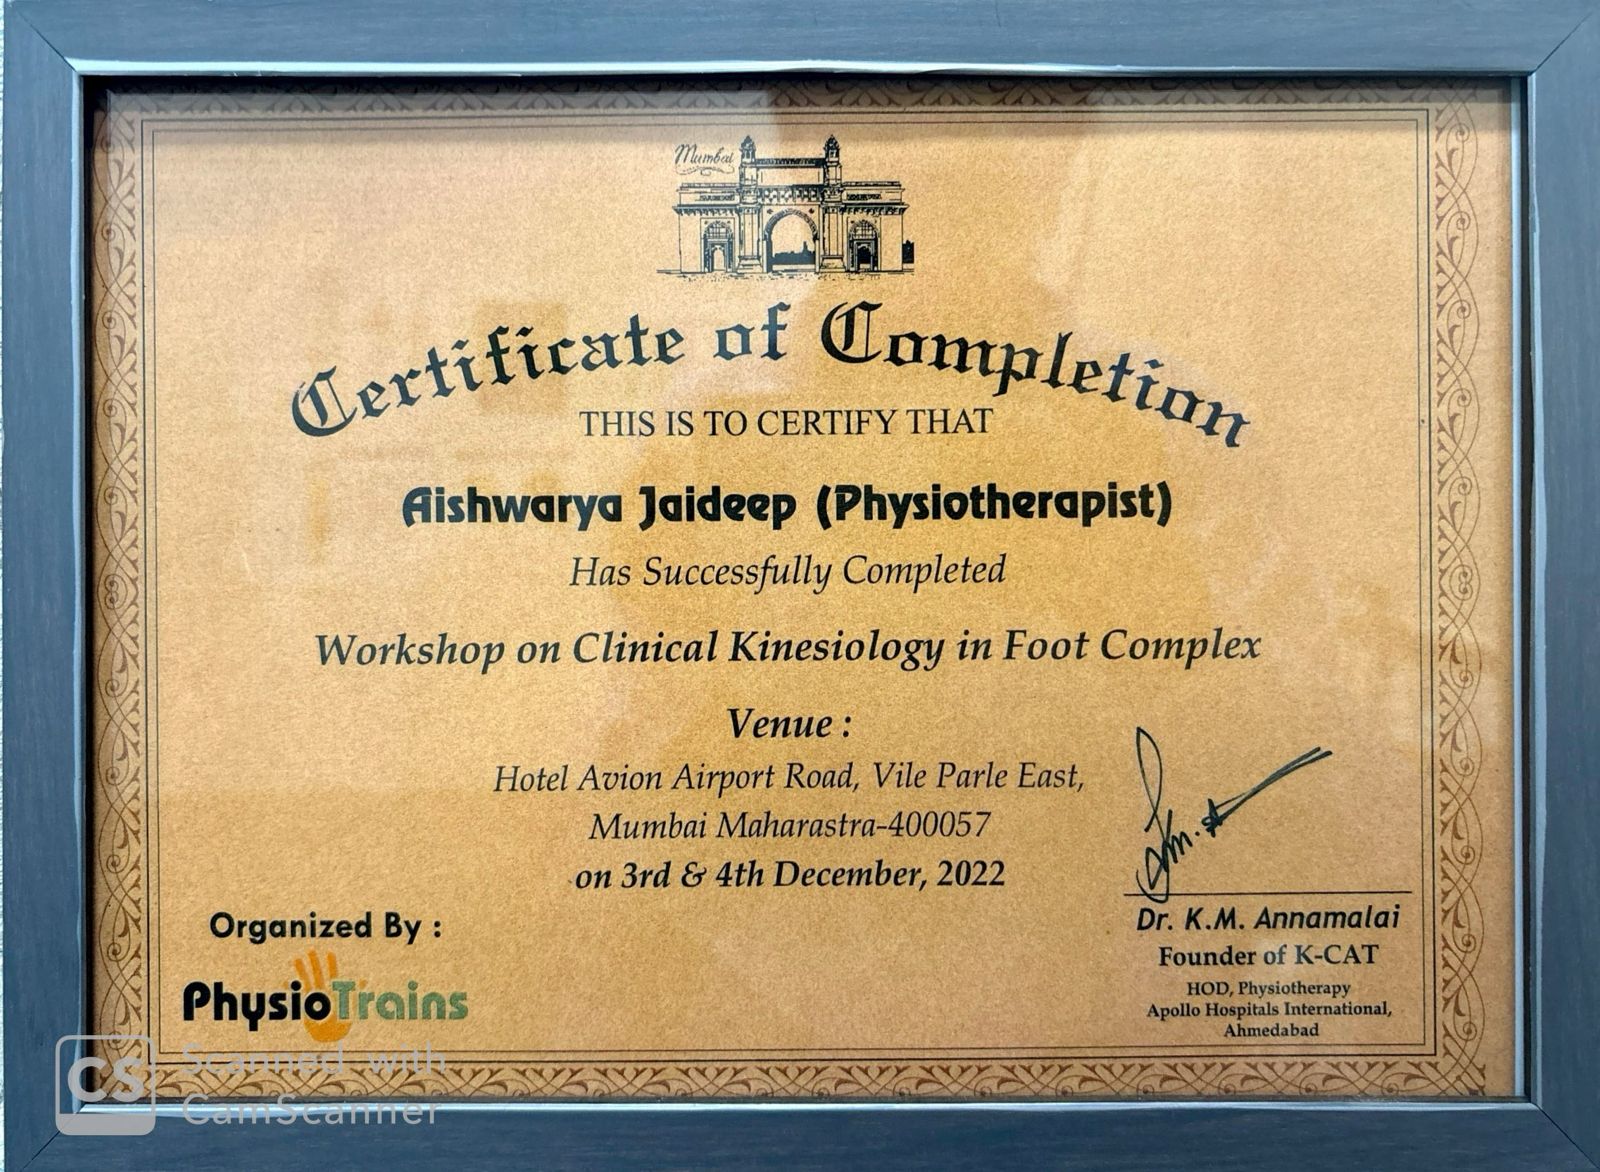 Mumbai
Certificate of Completion
THIS IS TO CERTIFY THAT
Aishwarya Jaideep (Physiotherapist)
Has Successfully Completed
Workshop on Clinical Kinesiology in Foot Complex
Venue :
Hotel Avion Airport Road, Vile Parle East,
Mumbai Maharastra-400057
on 3rd & 4th December, 2022
Organized By :
PhysioTrains
Dr. K.M. Annamalai
Founder of K-CAT
HOD, Physiotherapy
Apollo Hospitals International,
Ahmedabad
CS
Scanned with
CamScanner